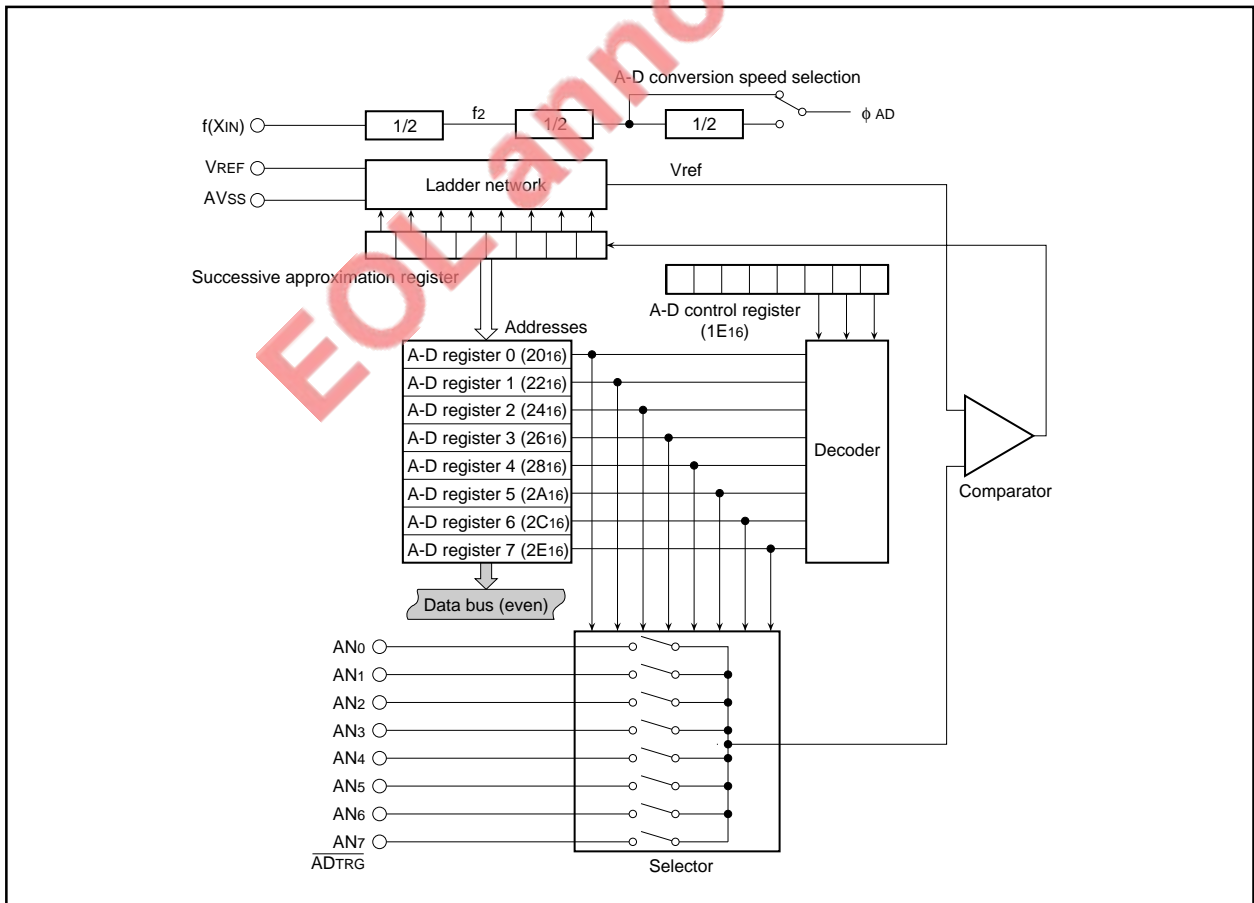 A-D conversion speed selection
f(XIN)
1/2
f2
1/2
1/2
ϕ AD
VREF
AVSS
Ladder network
Vref
Successive approximation register
A-D control register
(1E16)
Addresses
A-D register 0 (2016)
A-D register 1 (2216)
A-D register 2 (2416)
A-D register 3 (2616)
A-D register 4 (2816)
A-D register 5 (2A16)
A-D register 6 (2C16)
A-D register 7 (2E16)
Decoder
Comparator
Data bus (even)
AN0
AN1
AN2
AN3
AN4
AN5
AN6
AN7
ADTRG
Selector
EOL anno